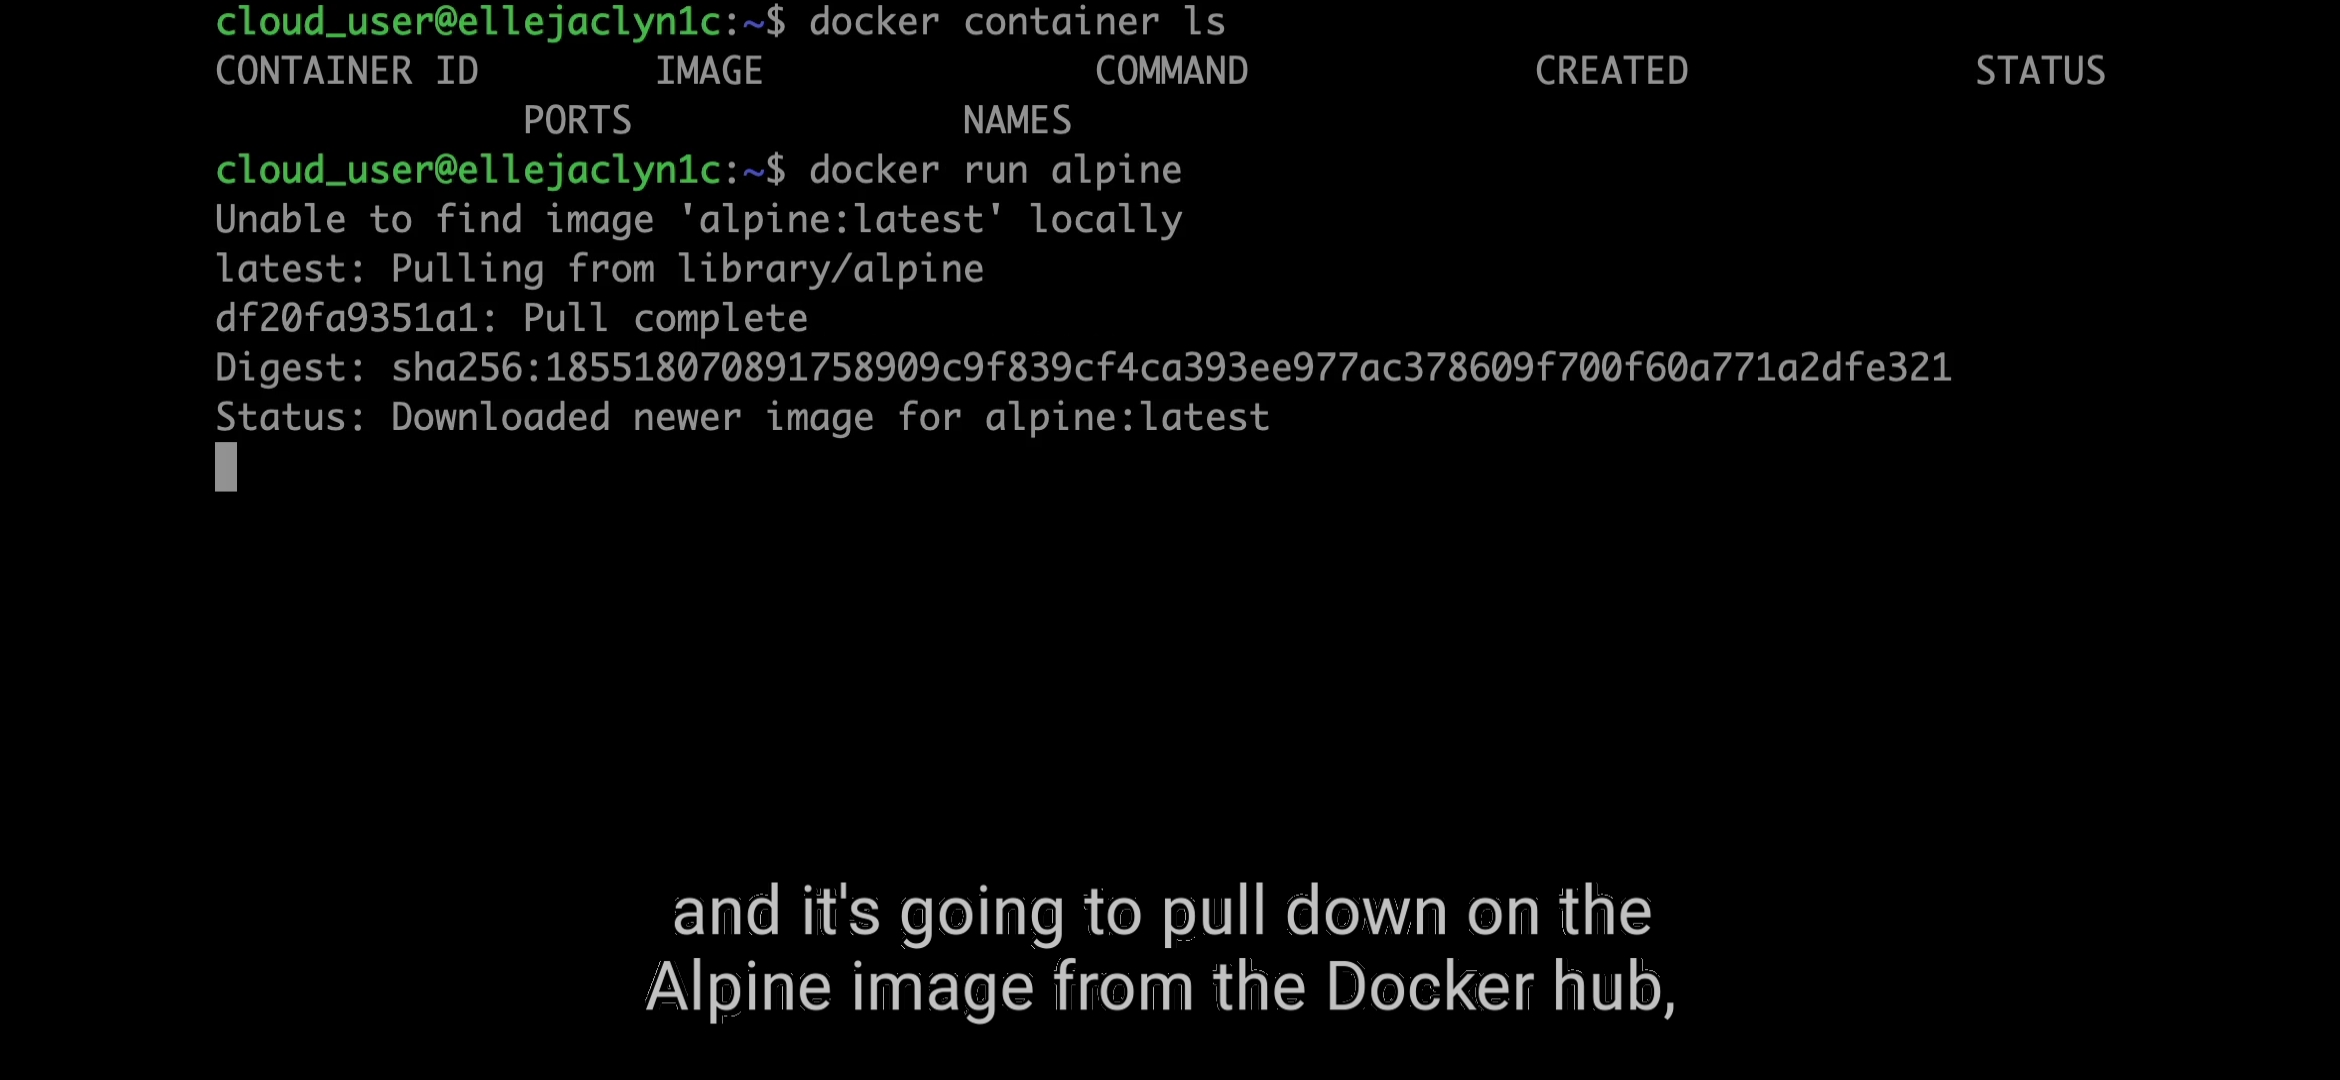 cloud_user@ellejaclyn1c:~$ docker container ls
CONTAINER ID        IMAGE               COMMAND             CREATED             STATUS
              PORTS               NAMES
cloud_user@ellejaclyn1c:~$ docker run alpine
Unable to find image 'alpine:latest' locally
latest: Pulling from library/alpine
df20fa9351a1: Pull complete
Digest: sha256:185518070891758909c9f839cf4ca393ee977ac378609f700f60a771a2dfe321
Status: Downloaded newer image for alpine:latest
and it's going to pull down on the
Alpine image from the Docker hub,